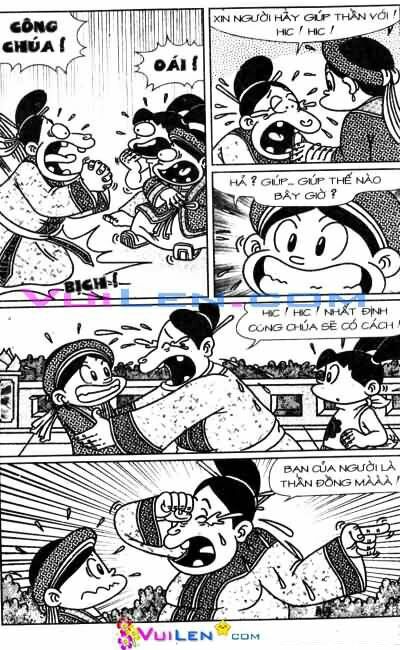 CÔNG
CHÚA!
OÁI!
BỊCH!
XIN NGƯỜI HÃY GIÚP THẦN VỚI!
HIC! HIC!
HẢ? GIÚP... GIÚP THẾ NÀO
BÂY GIỜ?
VUILEN.COM
HIC! HIC! NHẤT ĐỊNH
CÔNG CHÚA SẼ CÓ CÁCH!
BẠN CỦA NGƯỜI LÀ
THẦN ĐỒNG MÀÀÀ!
VUILEN.COM